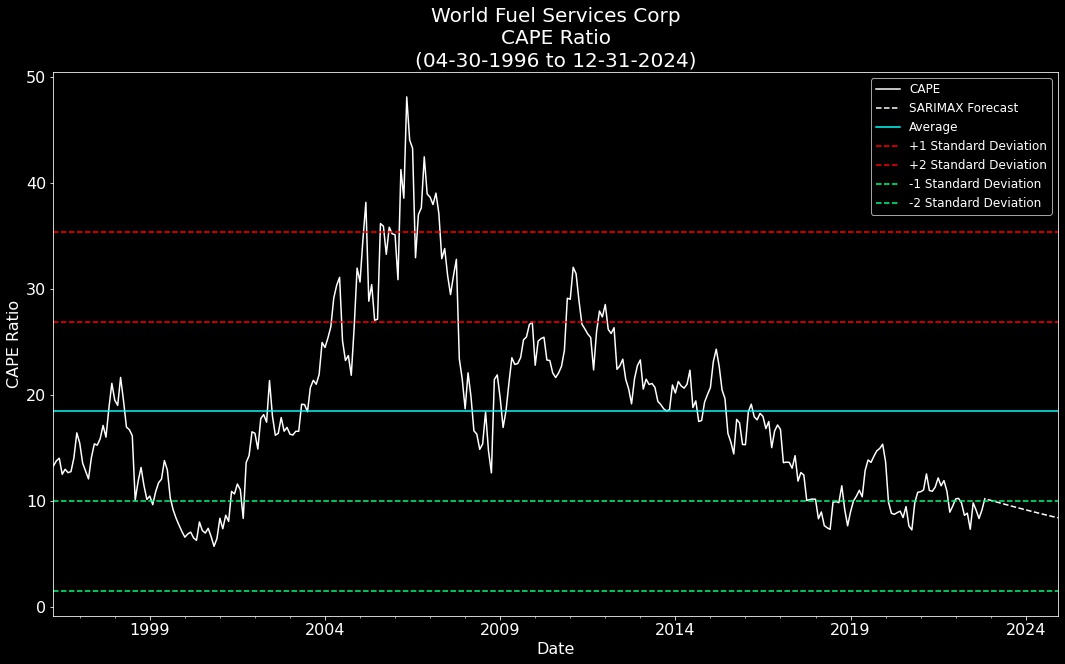 World Fuel Services Corp
CAPE Ratio
(04-30-1996 to 12-31-2024)
CAPE
SARIMAX Forecast
Average
+1 Standard Deviation
+2 Standard Deviation
-1 Standard Deviation
-2 Standard Deviation
CAPE Ratio
50
40
30
20
10
0
1999
2004
2009
2014
2019
2024
Date